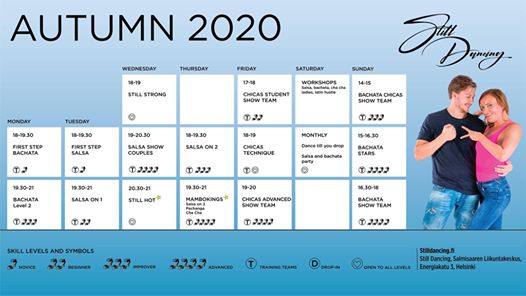 AUTUMN 2020
Still
Dancing
WEDNESDAY
THURSDAY
FRIDAY
SATURDAY
SUNDAY
18-19
STILL STRONG
17-18
CHICAS STUDENT
SHOW TEAM
T
WORKSHOPS
Salsa, bachata, cha cha
ladies, latin hustle
14-15
BACHATA CHICAS
SHOW TEAM
T
MONDAY
TUESDAY
18-19.30
FIRST STEP
BACHATA
T
18-19.30
FIRST STEP
SALSA
T
19-20.30
SALSA SHOW
COUPLES
T
18-19.30
SALSA ON 2
T
18-19
CHICAS
TECHNIQUE
MONTHLY
Dance till you drop
Salsa and bachata
party
15-16.30
BACHATA
STARS
T
19.30-21
BACHATA
Level 2
T
19.30-21
SALSA ON 1
T
20.30-21
STILL HOT
19.30-21
MAMBOKINGS
Salsa on 2
Pachanga
Cha Cha
T
19-20
CHICAS ADVANCED
SHOW TEAM
T
16.30-18
BACHATA
SHOW TEAM
T
SKILL LEVELS AND SYMBOLS
NOVICE
BEGINNER
IMPROVER
ADVANCED
T TRAINING TEAMS
D DROP-IN
OPEN TO ALL LEVELS
Stilldancing.fi
Still Dancing, Salmisaaren Liikuntakeskus,
Energiakatu 3, Helsinki